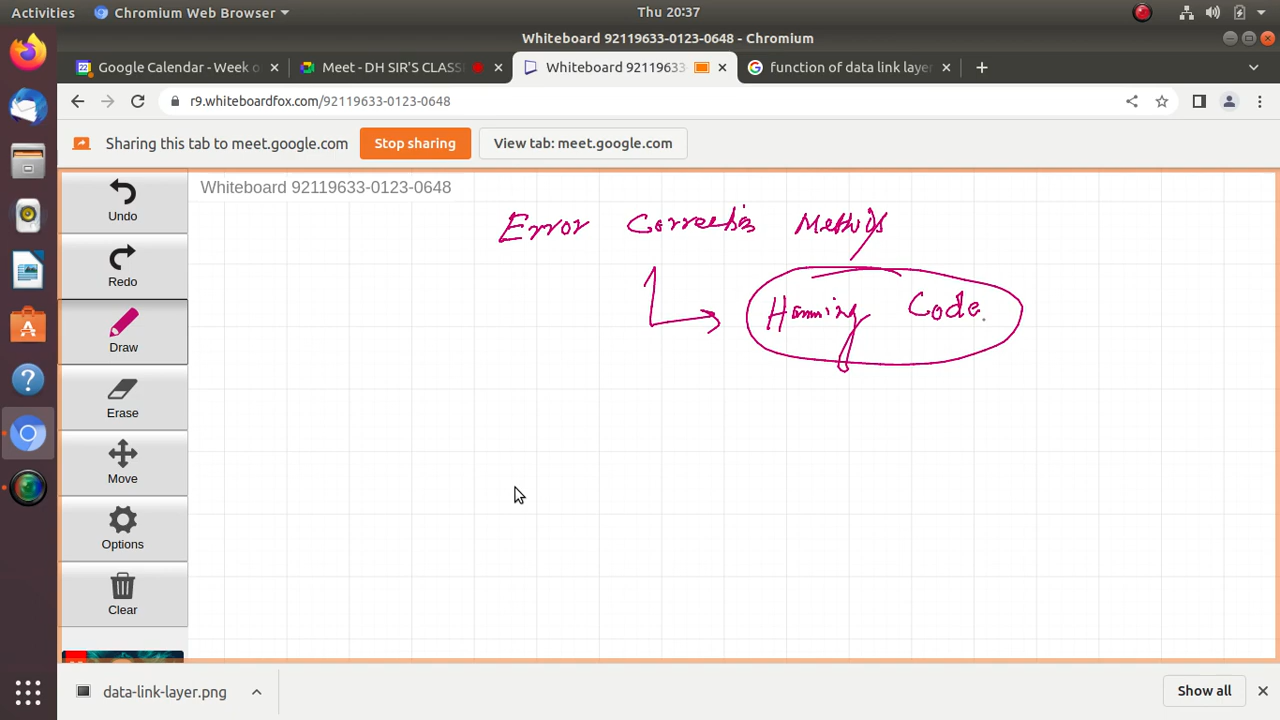 Activities Chromium Web Browser Thu 20:37
Whiteboard 92119633-0123-0648 - Chromium
Google Calendar - Week o Meet - DH SIR'S CLASS Whiteboard 92119633 function of data link layer
r9.whiteboardfox.com/92119633-0123-0648
Sharing this tab to meet.google.com Stop sharing View tab: meet.google.com
Whiteboard 92119633-0123-0648
Undo
Redo
Draw
Erase
Move
Options
Clear
Error Correction Methods
Hamming Code.
data-link-layer.png Show all